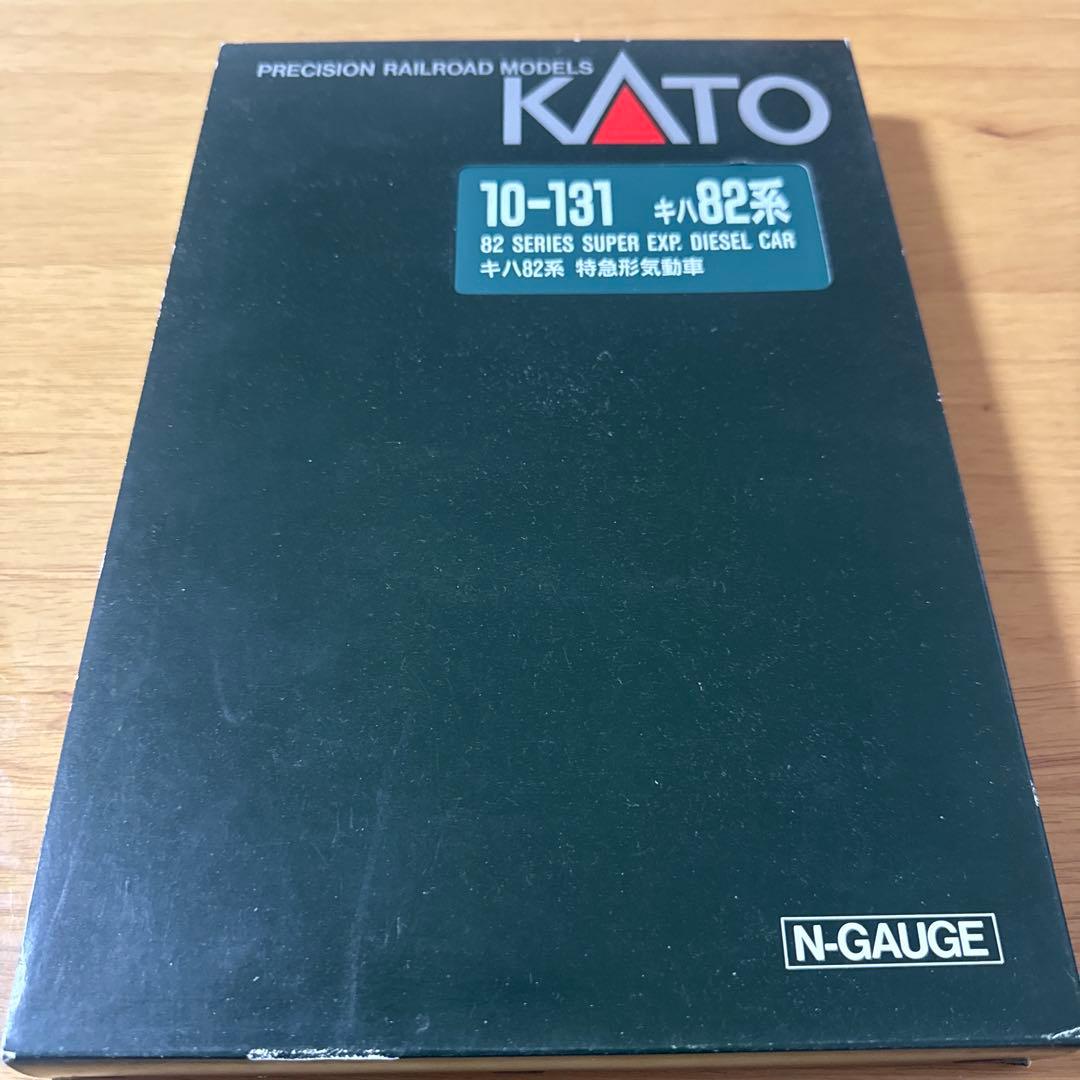 PRECISION RAILROAD MODELS
KATO
10-131 キハ82系
82 SERIES SUPER EXP. DIESEL CAR
キハ82系 特急形気動車
N-GAUGE